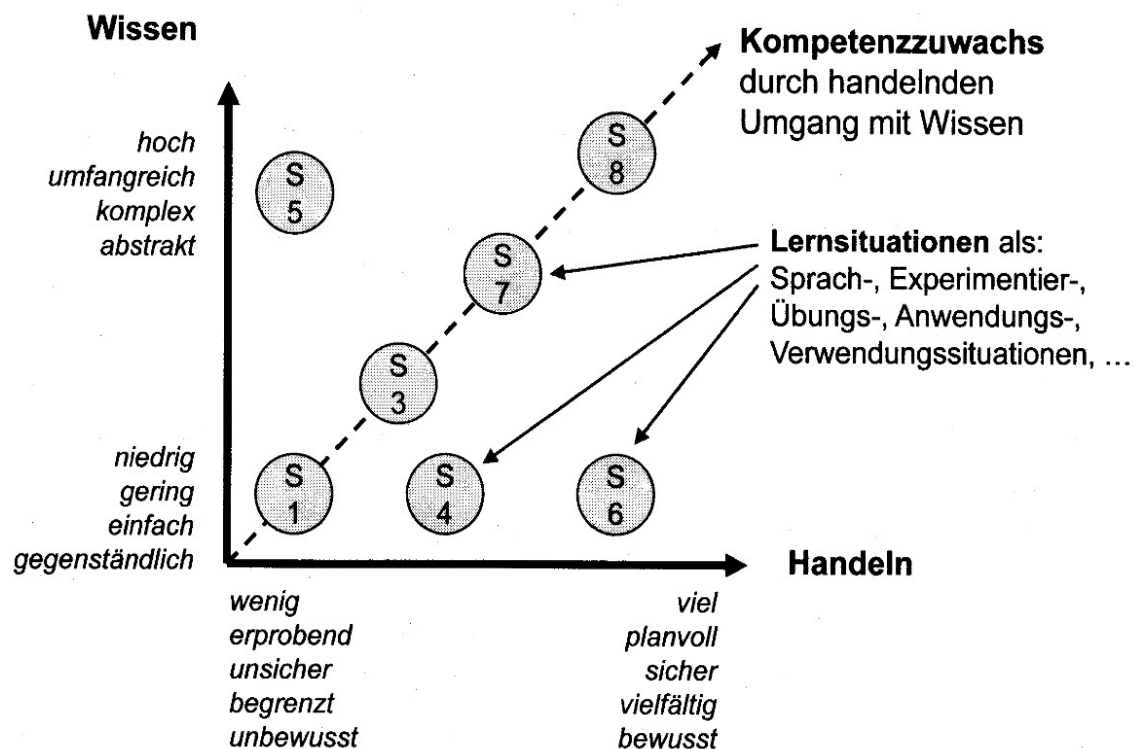 Wissen
Kompetenzzuwachs
durch handelnden
Umgang mit Wissen
hoch
umfangreich
komplex
abstrakt
S
5
S
8
S
7
Lernsituationen als:
Sprach-, Experimentier-,
Übungs-, Anwendungs-,
Verwendungssituationen, ...
S
3
niedrig
gering
einfach
gegenständlich
S
1
S
4
S
6
Handeln
wenig
erprobend
unsicher
begrenzt
unbewusst
viel
planvoll
sicher
vielfältig
bewusst